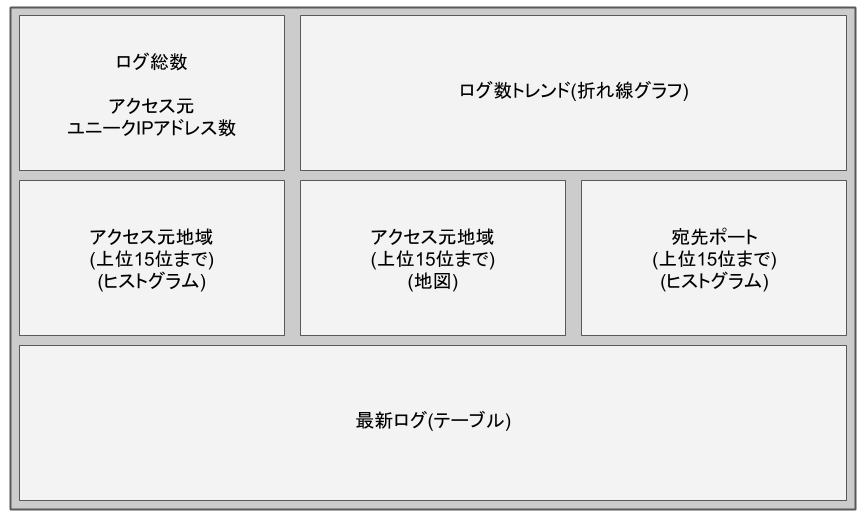 ログ総数
アクセス元
ユニークIPアドレス数
ログ数トレンド(折れ線グラフ)
アクセス元地域
(上位15位まで)
(ヒストグラム)
アクセス元地域
(上位15位まで)
(地図)
宛先ポート
(上位15位まで)
(ヒストグラム)
最新ログ(テーブル)